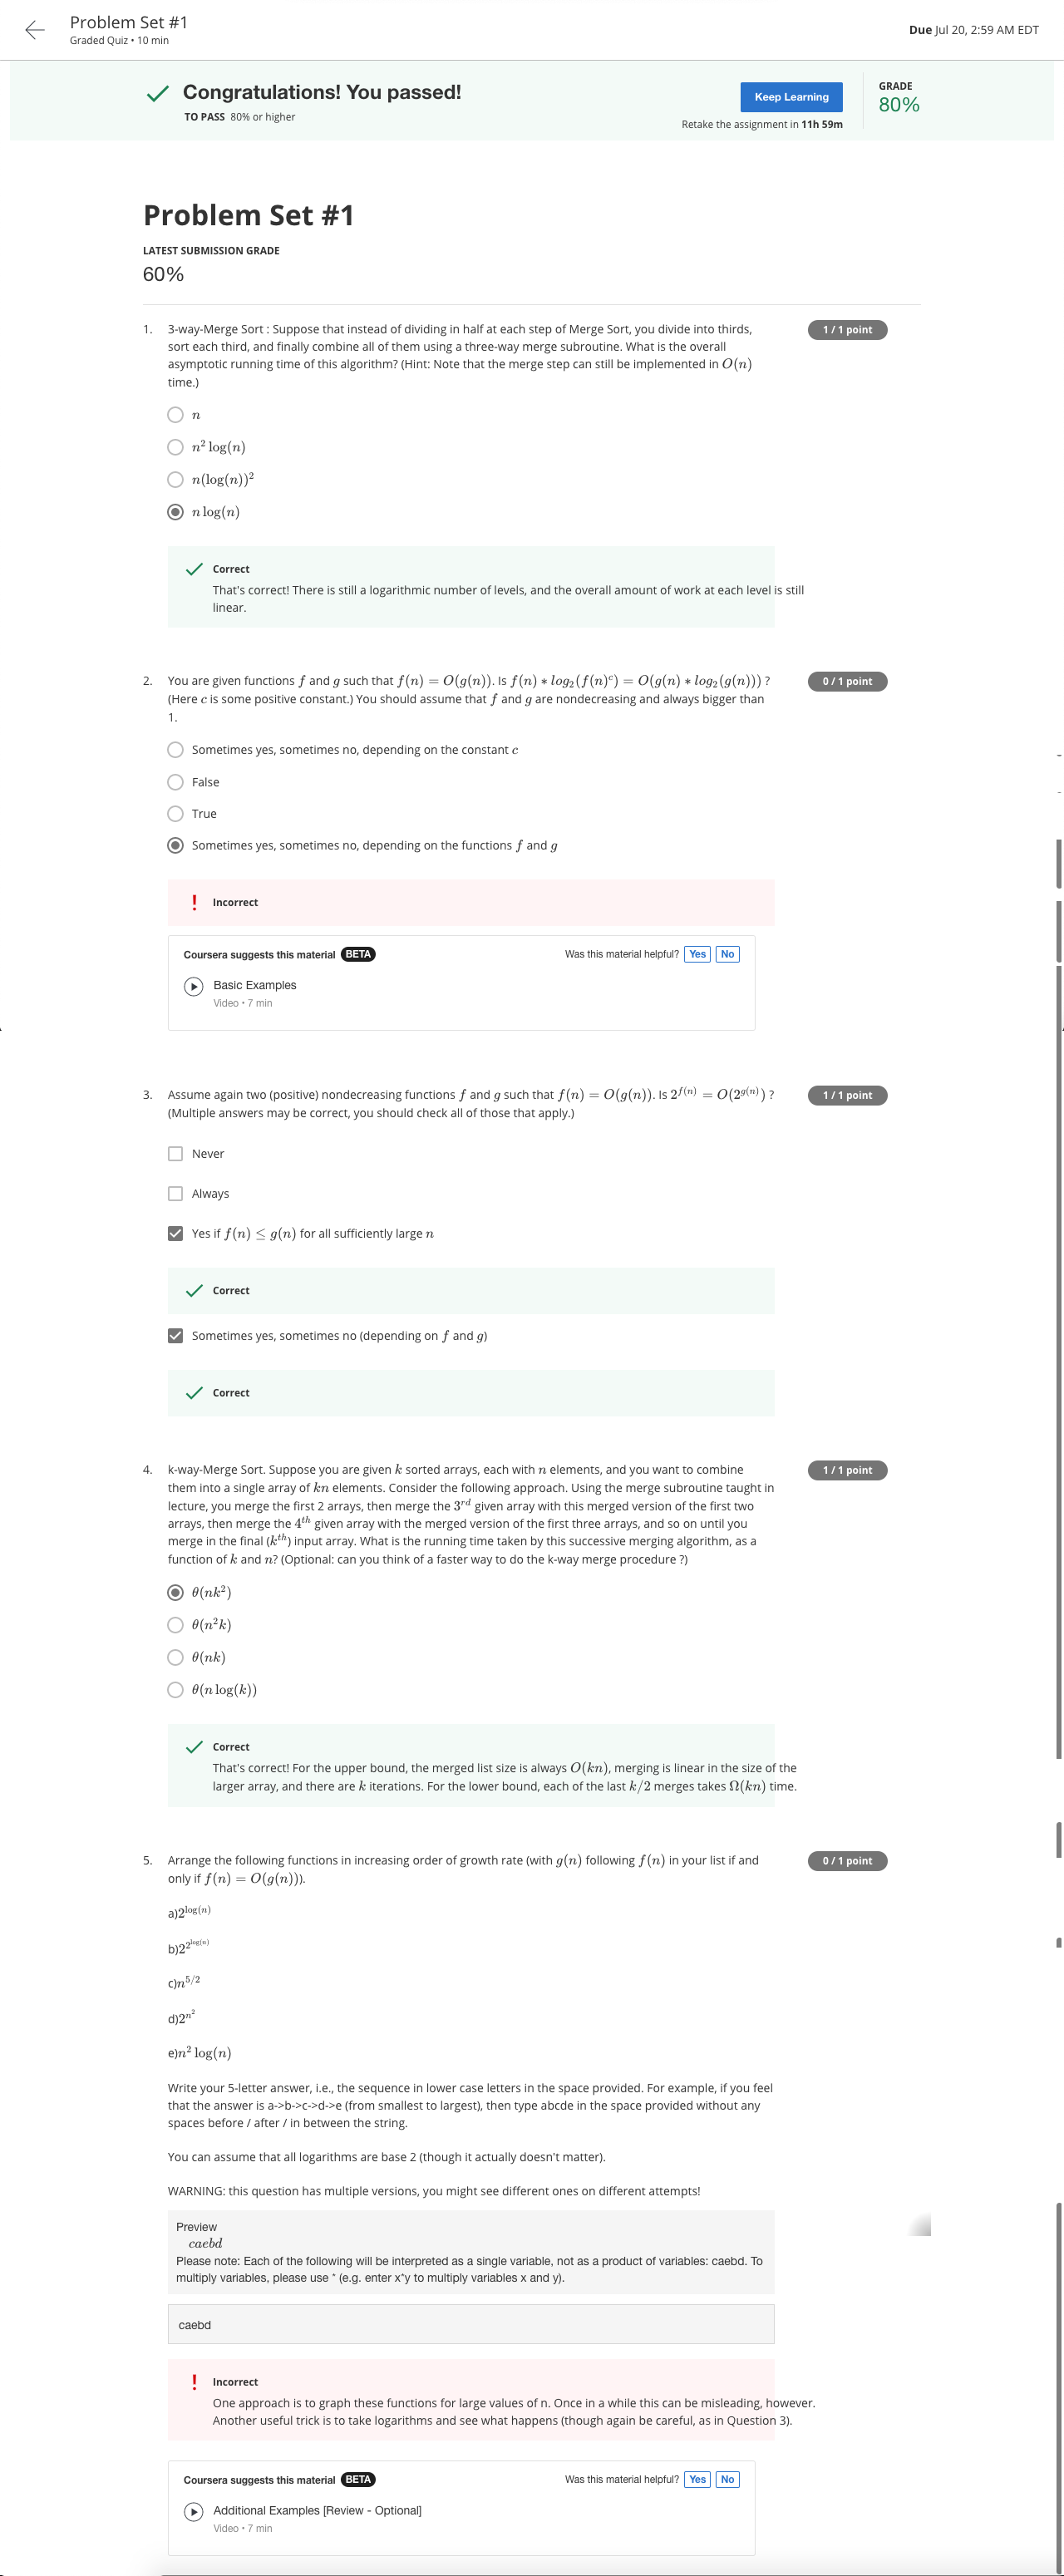 Problem Set #1
Graded Quiz • 10 min
Due Jul 20, 2:59 AM EDT
Congratulations! You passed!
TO PASS 80% or higher
Keep Learning
Retake the assignment in 11h 59m
GRADE
80%
Problem Set #1
LATEST SUBMISSION GRADE
60%
1. 3-way-Merge Sort : Suppose that instead of dividing in half at each step of Merge Sort, you divide into thirds,
1 / 1 point
sort each third, and finally combine all of them using a three-way merge subroutine. What is the overall
asymptotic running time of this algorithm? (Hint: Note that the merge step can still be implemented in O(n)
time.)
n
n² log(n)
n(log(n))²
n log(n)
Correct
That's correct! There is still a logarithmic number of levels, and the overall amount of work at each level is still
linear.
2. You are given functions f and g such that f(n) = O(g(n)). Is f(n) * log₂(f(n)ᶜ) = O(g(n) * log₂(g(n))) ?
0 / 1 point
(Here c is some positive constant.) You should assume that f and g are nondecreasing and always bigger than
1.
Sometimes yes, sometimes no, depending on the constant c
False
True
Sometimes yes, sometimes no, depending on the functions f and g
Incorrect
Coursera suggests this material BETA
Was this material helpful? Yes No
Basic Examples
Video • 7 min
3. Assume again two (positive) nondecreasing functions f and g such that f(n) = O(g(n)). Is 2^{f(n)} = O(2^{g(n)}) ?
1 / 1 point
(Multiple answers may be correct, you should check all of those that apply.)
Never
Always
Yes if f(n) ≤ g(n) for all sufficiently large n
Correct
Sometimes yes, sometimes no (depending on f and g)
Correct
4. k-way-Merge Sort. Suppose you are given k sorted arrays, each with n elements, and you want to combine
1 / 1 point
them into a single array of kn elements. Consider the following approach. Using the merge subroutine taught in
lecture, you merge the first 2 arrays, then merge the 3^{rd} given array with this merged version of the first two
arrays, then merge the 4^{th} given array with the merged version of the first three arrays, and so on until you
merge in the final (k^{th}) input array. What is the running time taken by this successive merging algorithm, as a
function of k and n? (Optional: can you think of a faster way to do the k-way merge procedure ?)
θ(nk²)
θ(n²k)
θ(nk)
θ(n log(k))
Correct
That's correct! For the upper bound, the merged list size is always O(kn), merging is linear in the size of the
larger array, and there are k iterations. For the lower bound, each of the last k/2 merges takes Ω(kn) time.
5. Arrange the following functions in increasing order of growth rate (with g(n) following f(n) in your list if and
0 / 1 point
only if f(n) = O(g(n))).
a)2^{log(n)}
b)2^{2^{log(n)}}
c)n^{5/2}
d)2^{n²}
e)n² log(n)
Write your 5-letter answer, i.e., the sequence in lower case letters in the space provided. For example, if you feel
that the answer is a->b->c->d->e (from smallest to largest), then type abcde in the space provided without any
spaces before / after / in between the string.
You can assume that all logarithms are base 2 (though it actually doesn't matter).
WARNING: this question has multiple versions, you might see different ones on different attempts!
Preview
caebd
Please note: Each of the following will be interpreted as a single variable, not as a product of variables: caebd. To
multiply variables, please use * (e.g. enter x*y to multiply variables x and y).
caebd
Incorrect
One approach is to graph these functions for large values of n. Once in a while this can be misleading, however.
Another useful trick is to take logarithms and see what happens (though again be careful, as in Question 3).
Coursera suggests this material BETA
Was this material helpful? Yes No
Additional Examples [Review - Optional]
Video • 7 min